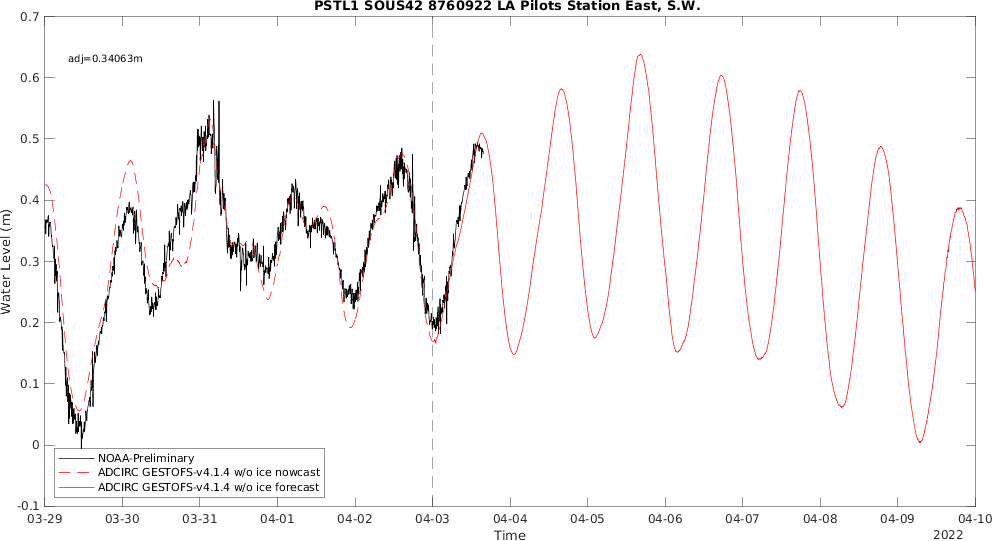 PSTL1 SOUS42 8760922 LA Pilots Station East, S.W.
adj=0.34063m
0.7
0.6
0.5
0.4
0.3
0.2
0.1
0
-0.1
Water Level (m)
NOAA-Preliminary
ADCIRC GESTOFS-v4.1.4 w/o ice nowcast
ADCIRC GESTOFS-v4.1.4 w/o ice forecast
03-29 03-30 03-31 04-01 04-02 04-03 04-04 04-05 04-06 04-07 04-08 04-09 04-10
Time
2022